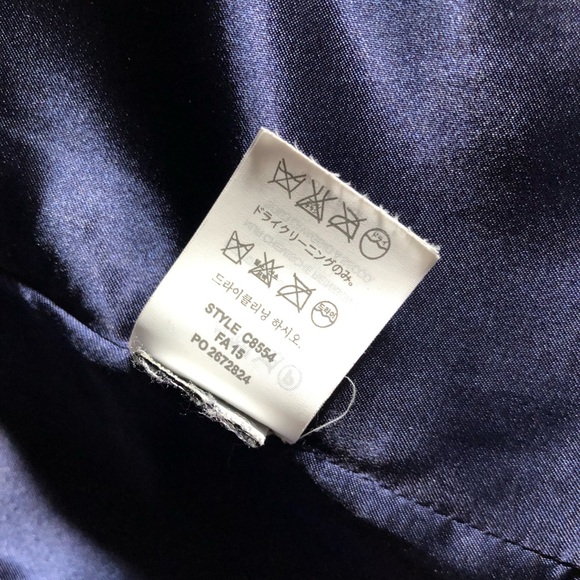 ドライクリーニングのみ。
드라이클리닝 하시오.
STYLE C8554
FA 15
PO 2672824